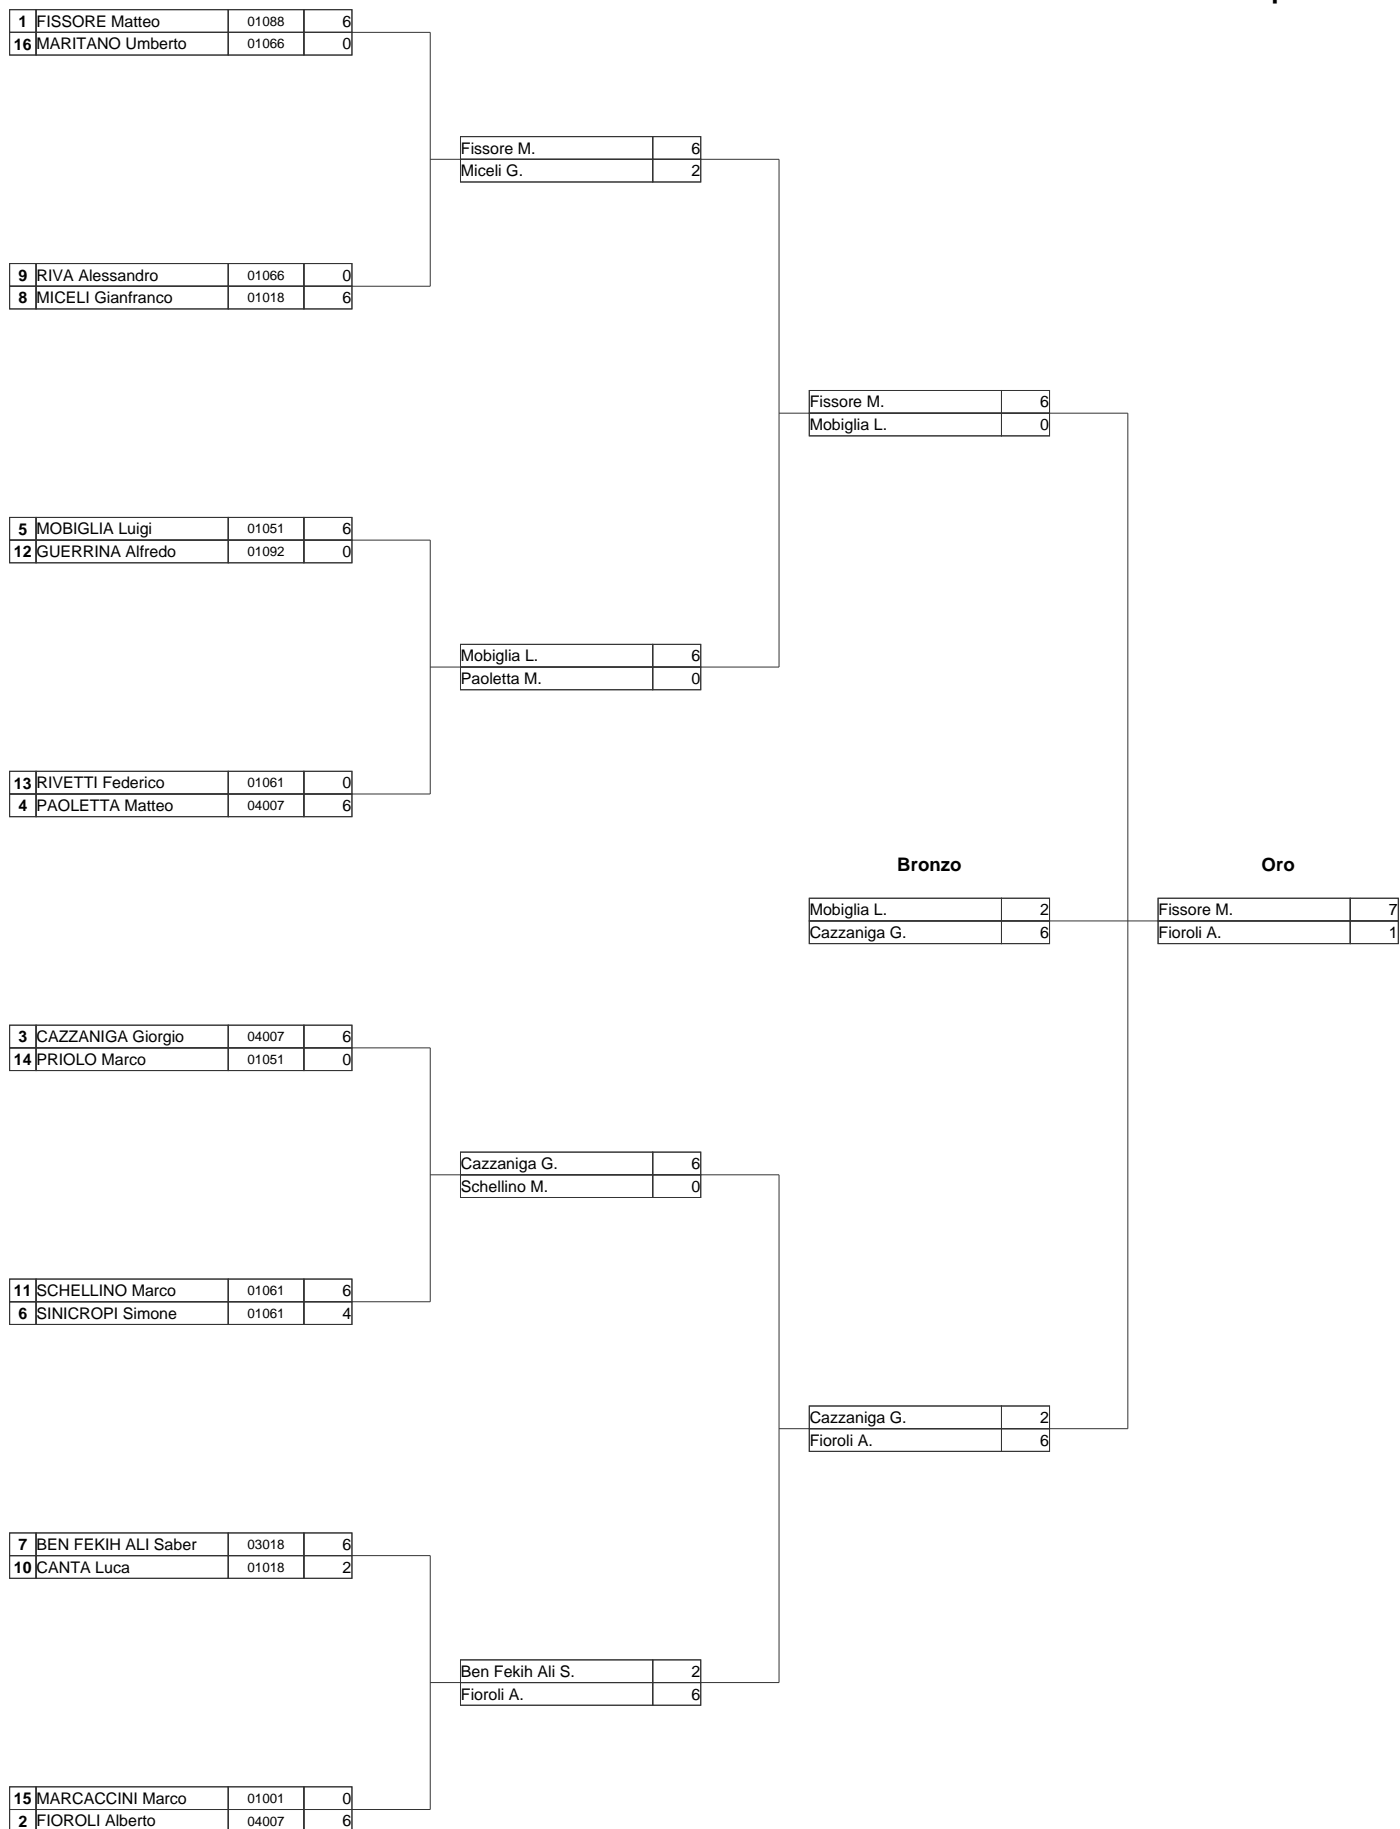 1 FISSORE Matteo 01088 6
16 MARITANO Umberto 01066 0
Fissore M. 6
Miceli G. 2
9 RIVA Alessandro 01066 0
8 MICELI Gianfranco 01018 6
Fissore M. 6
Mobiglia L. 0
5 MOBIGLIA Luigi 01051 6
12 GUERRINA Alfredo 01092 0
Mobiglia L. 6
Paoletta M. 0
13 RIVETTI Federico 01061 0
4 PAOLETTA Matteo 04007 6
Bronzo Oro
Mobiglia L. 2 Fissore M. 7
Cazzaniga G. 6 Fioroli A. 1
3 CAZZANIGA Giorgio 04007 6
14 PRIOLO Marco 01051 0
Cazzaniga G. 6
Schellino M. 0
11 SCHELLINO Marco 01061 6
6 SINICROPI Simone 01061 4
Cazzaniga G. 2
Fioroli A. 6
7 BEN FEKIH ALI Saber 03018 6
10 CANTA Luca 01018 2
Ben Fekih Ali S. 2
Fioroli A. 6
15 MARCACCINI Marco 01001 0
2 FIOROLI Alberto 04007 6